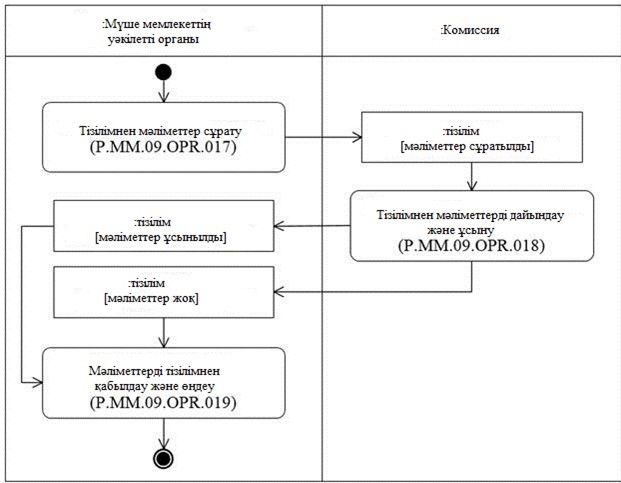 :Мүше мемлекеттің
уәкілетті органы
:Комиссия
Тізілімнен мәліметтер сұрату
(P.MM.09.OPR.017)
:тізілім
[мәліметтер сұратылды]
Тізілімнен мәліметтерді дайындау
және ұсыну
(P.MM.09.OPR.018)
:тізілім
[мәліметтер ұсынылды]
:тізілім
[мәліметтер жоқ]
Мәліметтерді тізілімнен
қабылдау және өңдеу
(P.MM.09.OPR.019)